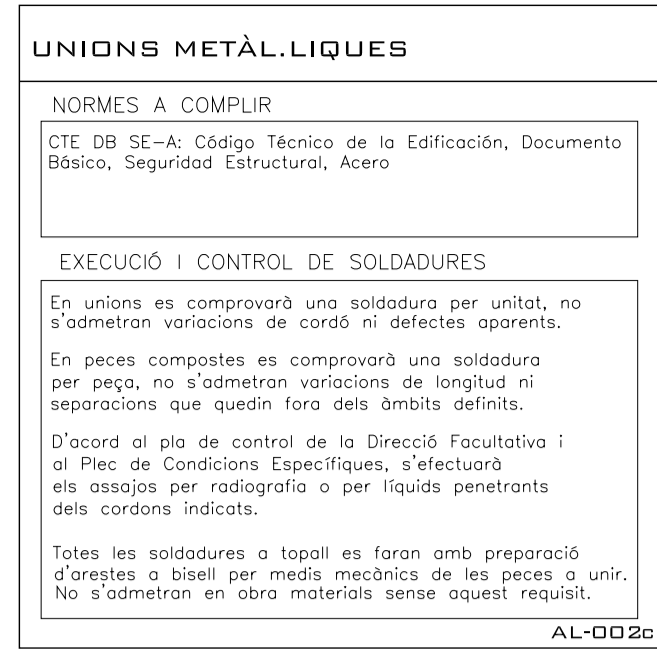 UNIONS METÀL.LIQUES
NORMES A COMPLIR
CTE DB SE-A: Código Técnico de la Edificación, Documento
Básico, Seguridad Estructural, Acero
EXECUCIÓ I CONTROL DE SOLDADURES
En unions es comprovarà una soldadura per unitat, no
s'admetran variacions de cordó ni defectes aparents.
En peces compostes es comprovarà una soldadura
per peça, no s'admetran variacions de longitud ni
separacions que quedin fora dels àmbits definits.
D'acord al pla de control de la Direcció Facultativa i
al Plec de Condicions Específiques, s'efectuarà
els assajos per radiografia o per líquids penetrants
dels cordons indicats.
Totes les soldadures a topall es faran amb preparació
d'arestes a bisell per medis mecànics de les peces a unir.
No s'admetran en obra materials sense aquest requisit.
AL-002c